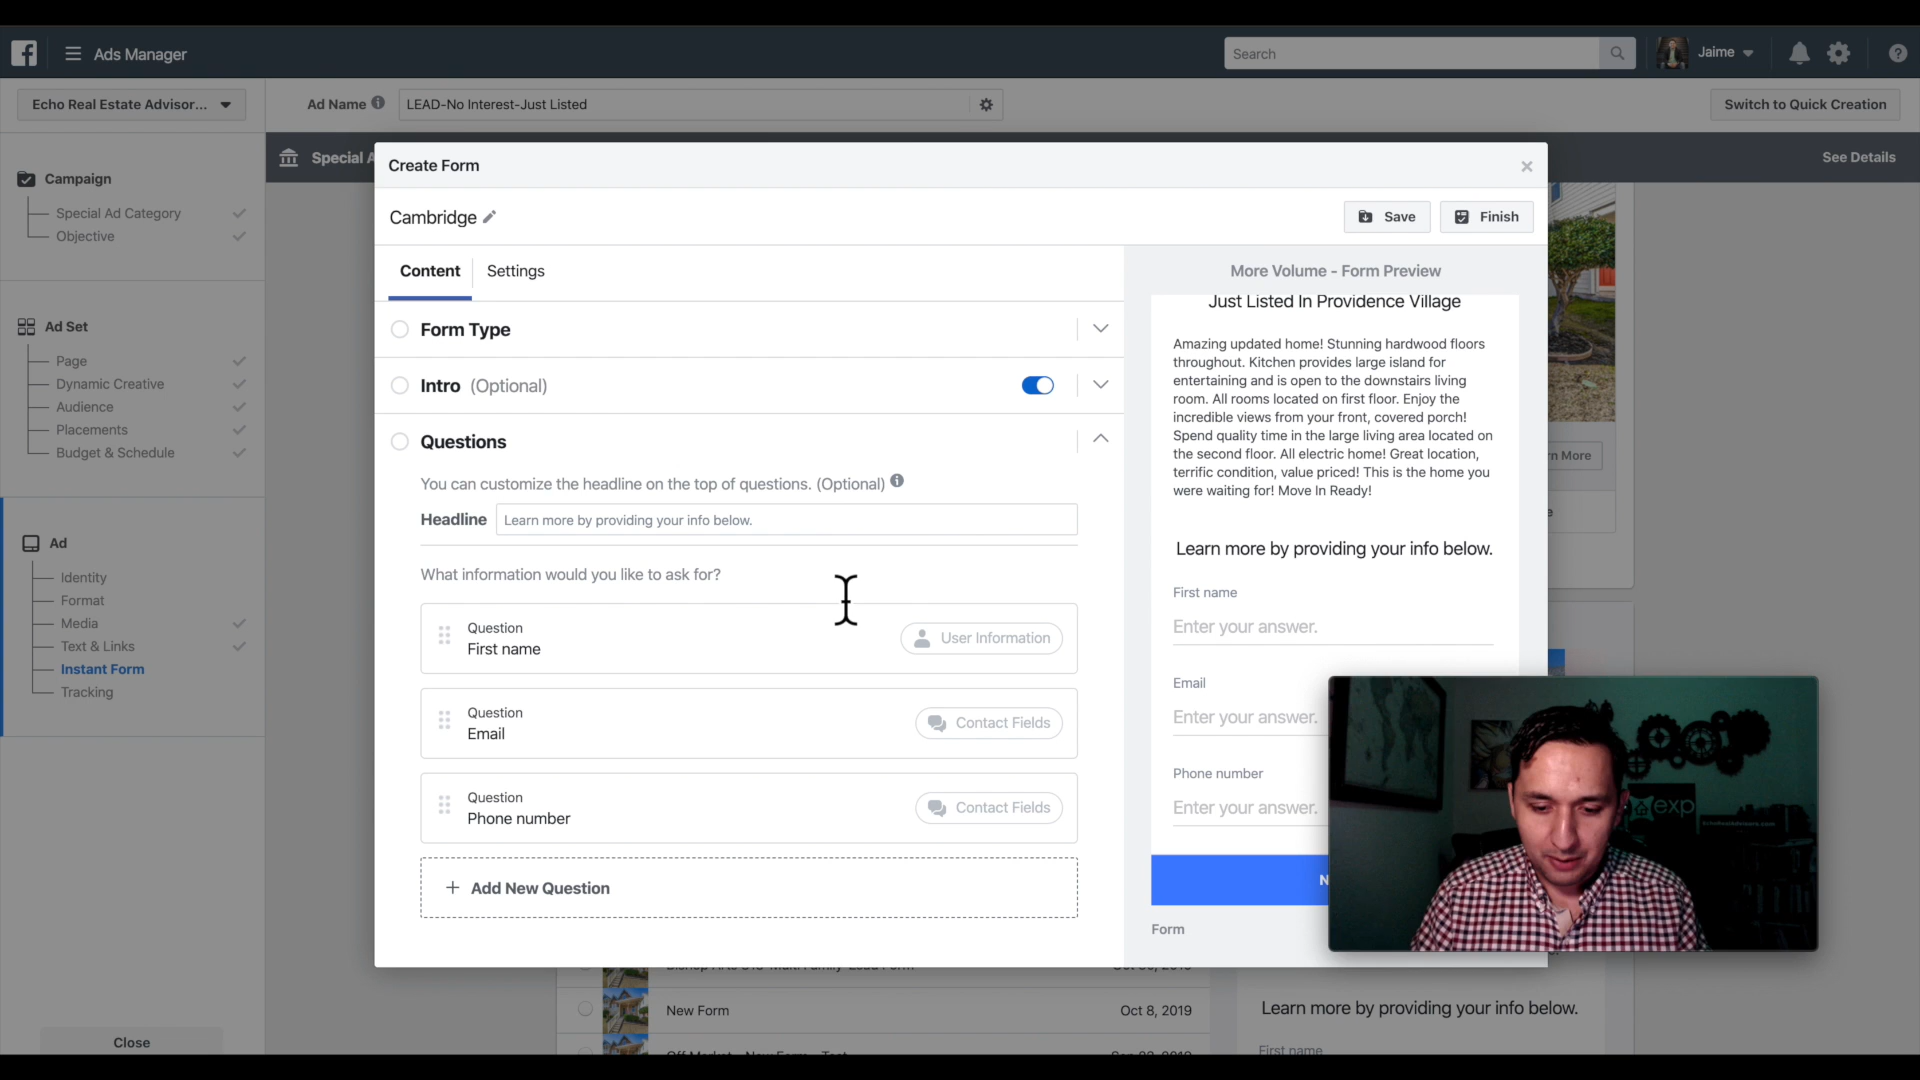 Ads Manager
Search
Jaime
Echo Real Estate Advisor...
Ad Name
LEAD-No Interest-Just Listed
Switch to Quick Creation
Special A
See Details
Campaign
Special Ad Category
Objective
Ad Set
Page
Dynamic Creative
Audience
Placements
Budget & Schedule
Ad
Identity
Format
Media
Text & Links
Instant Form
Tracking
Close
Create Form
Cambridge
Save
Finish
Content
Settings
Form Type
Intro (Optional)
Questions
You can customize the headline on the top of questions. (Optional)
Headline
Learn more by providing your info below.
What information would you like to ask for?
Question
First name
User Information
Question
Email
Contact Fields
Question
Phone number
Contact Fields
+ Add New Question
More Volume - Form Preview
Just Listed In Providence Village
Amazing updated home! Stunning hardwood floors
throughout. Kitchen provides large island for
entertaining and is open to the downstairs living
room. All rooms located on first floor. Enjoy the
incredible views from your front, covered porch!
Spend quality time in the large living area located on
the second floor. All electric home! Great location,
terrific condition, value priced! This is the home you
were waiting for! Move In Ready!
Learn more by providing your info below.
First name
Enter your answer.
Email
Enter your answer.
Phone number
Enter your answer.
N
Form
rn More
exp
New Form
Oct 8, 2019
Learn more by providing your info below.
First name